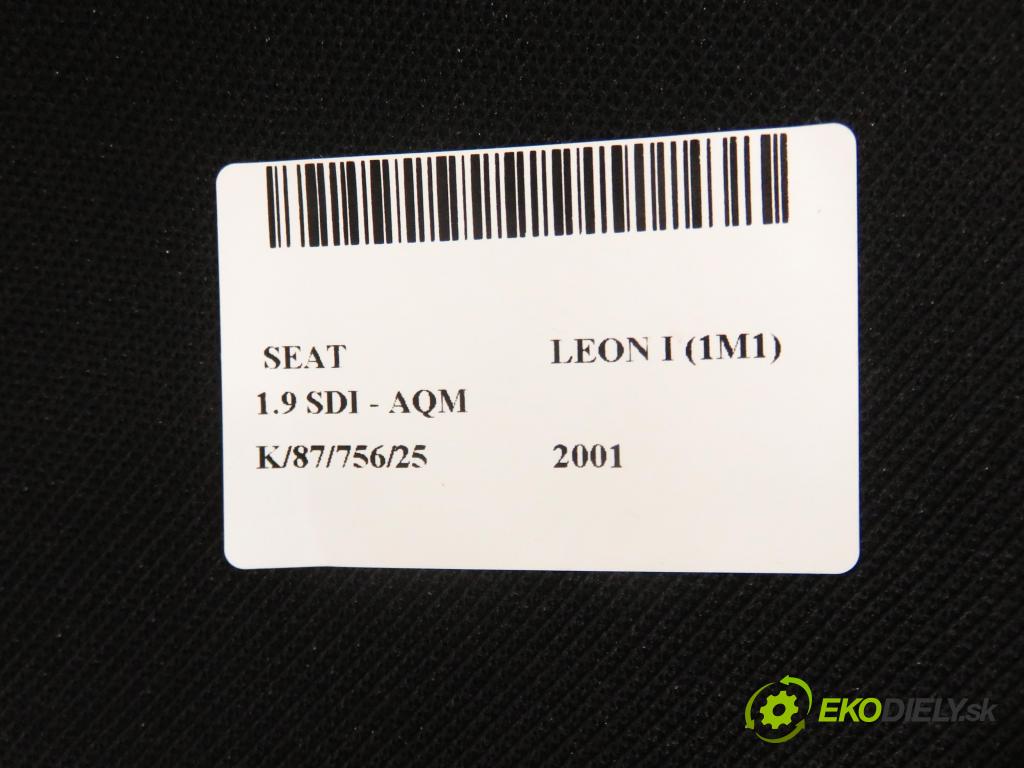 SEAT LEON I (1M1)
1.9 SDI - AQM
K/87/756/25 2001
EKODIELY.sk